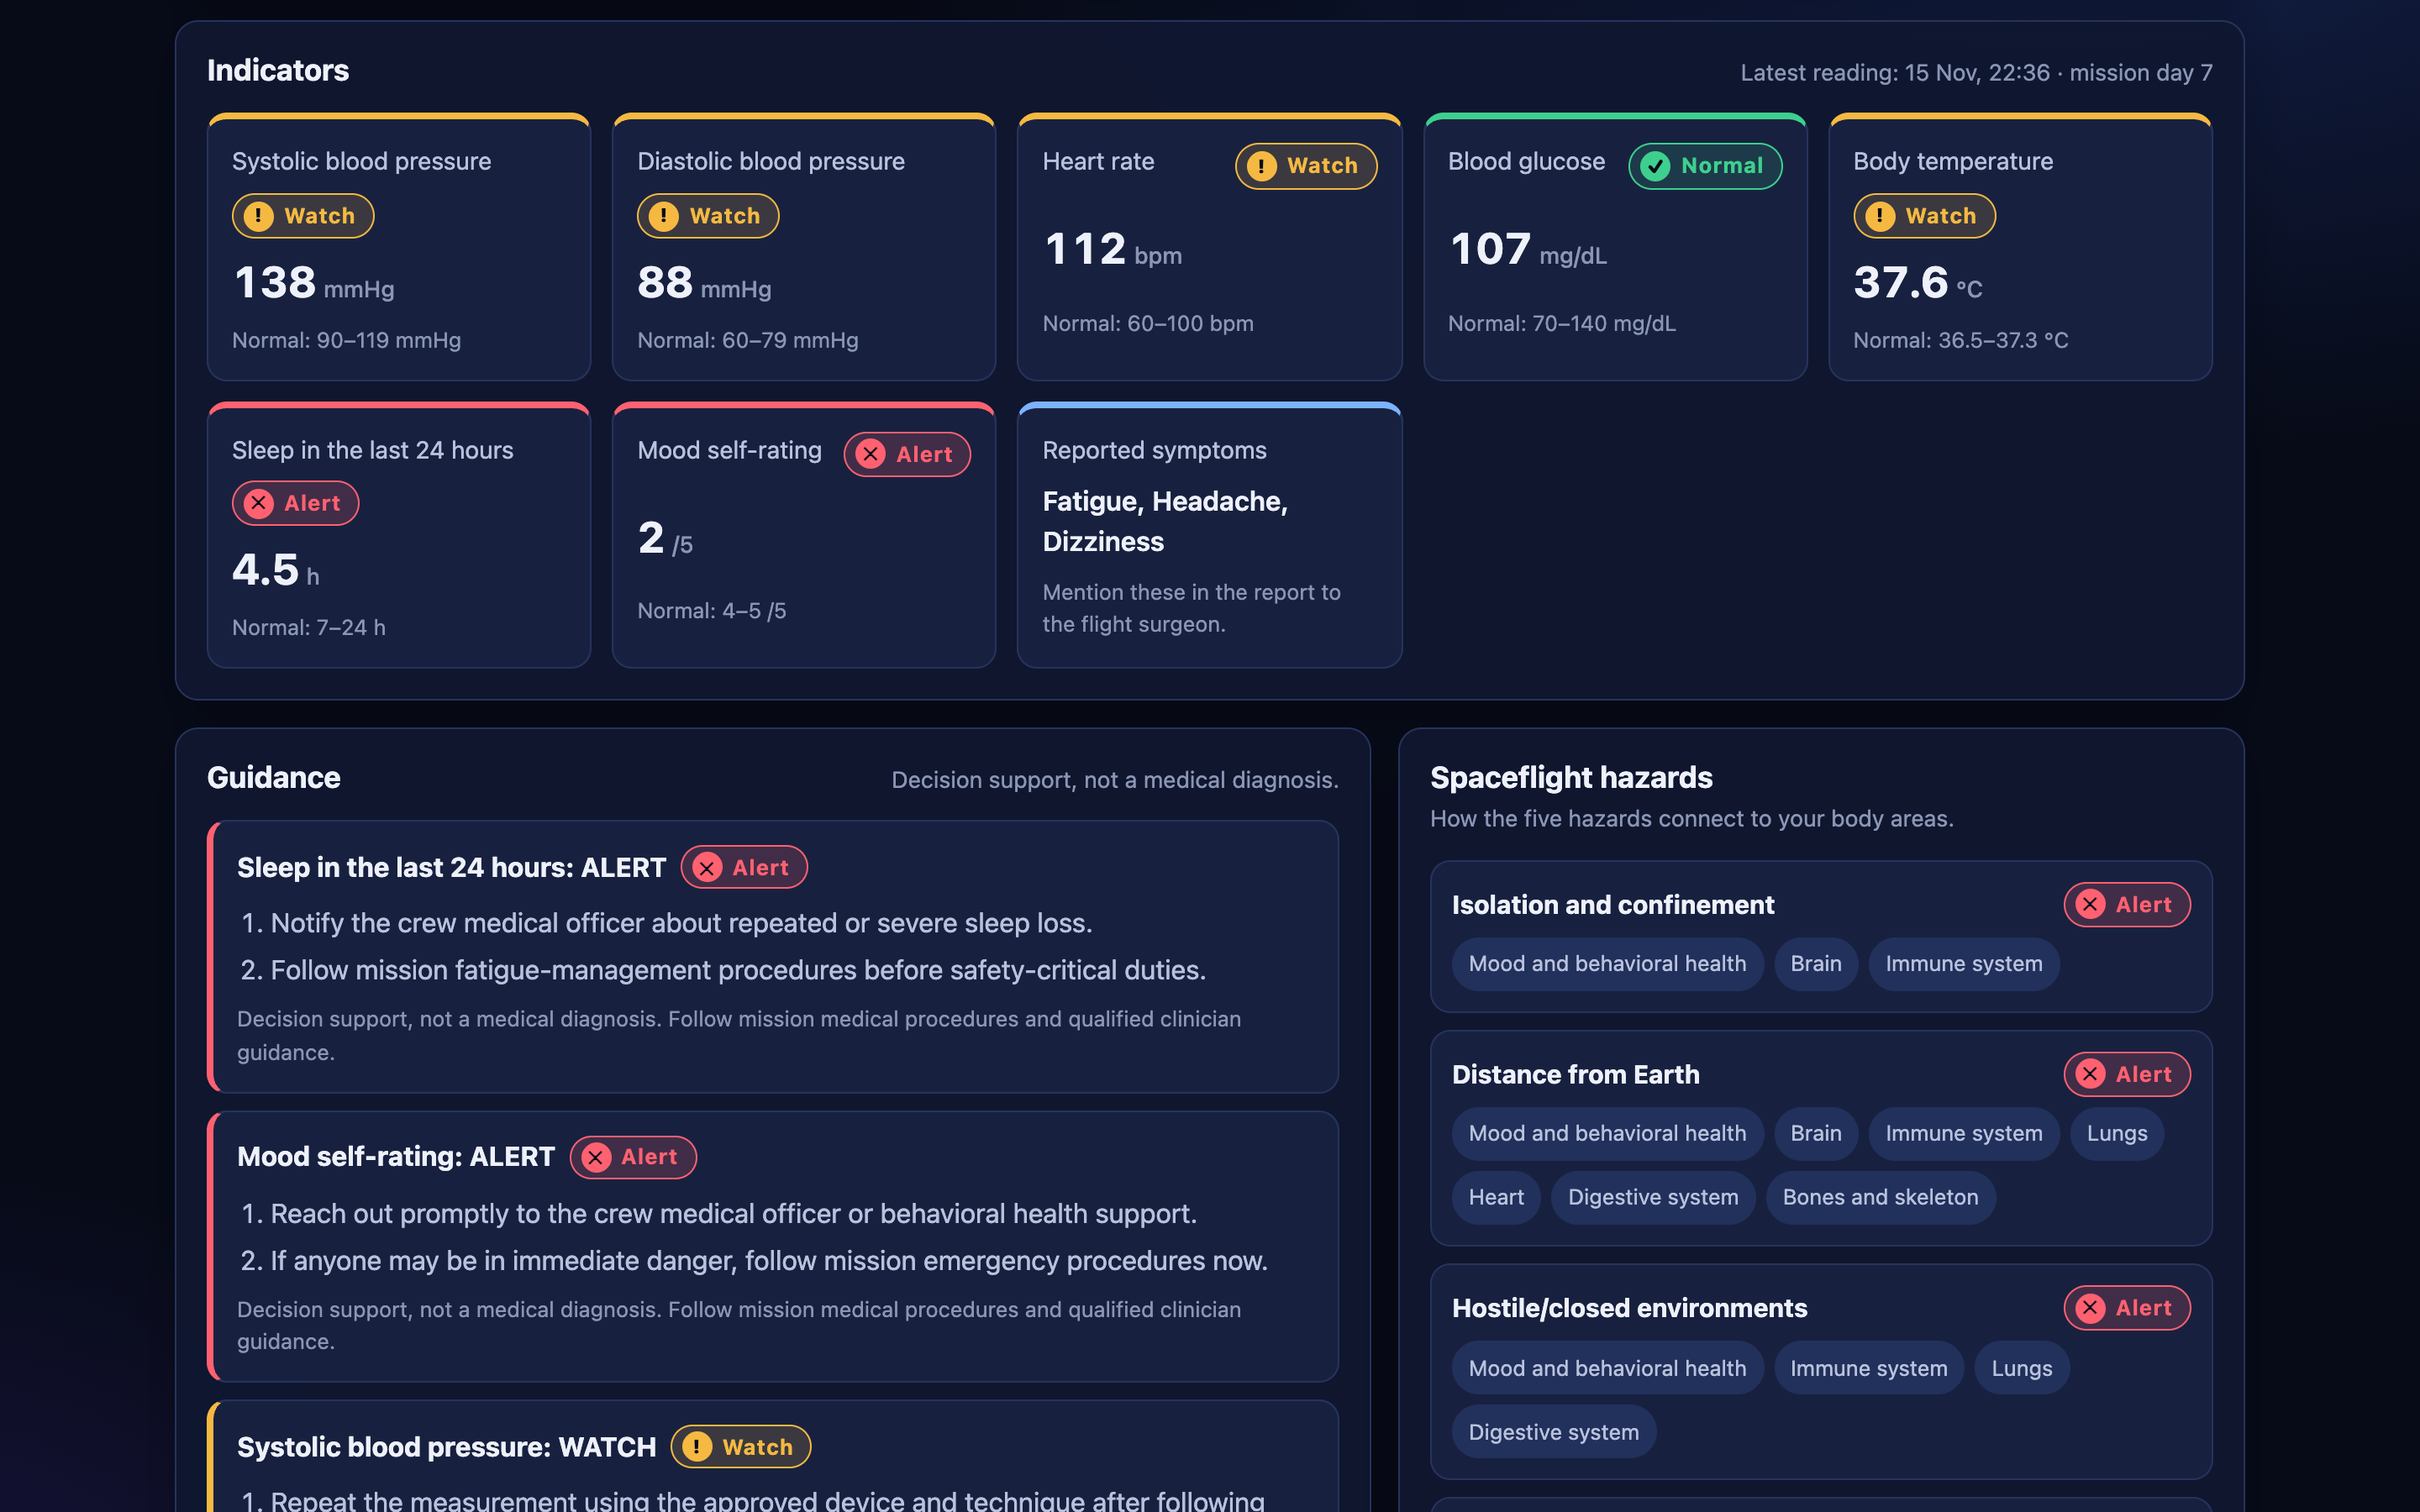 Indicators
Latest reading: 15 Nov, 22:36 · mission day 7
Systolic blood pressure
! Watch
138 mmHg
Normal: 90–119 mmHg
Diastolic blood pressure
! Watch
88 mmHg
Normal: 60–79 mmHg
Heart rate
! Watch
112 bpm
Normal: 60–100 bpm
Blood glucose
✓ Normal
107 mg/dL
Normal: 70–140 mg/dL
Body temperature
! Watch
37.6 °C
Normal: 36.5–37.3 °C
Sleep in the last 24 hours
✕ Alert
4.5 h
Normal: 7–24 h
Mood self-rating
✕ Alert
2 /5
Normal: 4–5 /5
Reported symptoms
Fatigue, Headache,
Dizziness
Mention these in the report to
the flight surgeon.
Guidance
Decision support, not a medical diagnosis.
Sleep in the last 24 hours: ALERT ✕ Alert
1. Notify the crew medical officer about repeated or severe sleep loss.
2. Follow mission fatigue-management procedures before safety-critical duties.
Decision support, not a medical diagnosis. Follow mission medical procedures and qualified clinician
guidance.
Mood self-rating: ALERT ✕ Alert
1. Reach out promptly to the crew medical officer or behavioral health support.
2. If anyone may be in immediate danger, follow mission emergency procedures now.
Decision support, not a medical diagnosis. Follow mission medical procedures and qualified clinician
guidance.
Systolic blood pressure: WATCH ! Watch
1. Repeat the measurement using the approved device and technique after following
Spaceflight hazards
How the five hazards connect to your body areas.
Isolation and confinement ✕ Alert
Mood and behavioral health Brain Immune system
Distance from Earth ✕ Alert
Mood and behavioral health Brain Immune system Lungs
Heart Digestive system Bones and skeleton
Hostile/closed environments ✕ Alert
Mood and behavioral health Immune system Lungs
Digestive system